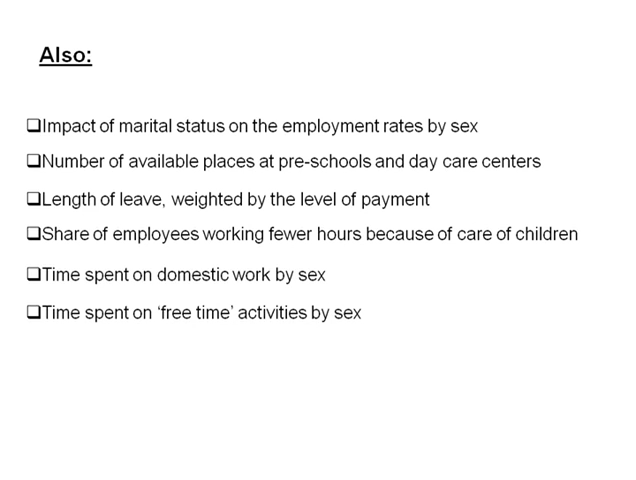 Also:
❑Impact of marital status on the employment rates by sex
❑Number of available places at pre-schools and day care centers
❑Length of leave, weighted by the level of payment
❑Share of employees working fewer hours because of care of children
❑Time spent on domestic work by sex
❑Time spent on ‘free time’ activities by sex